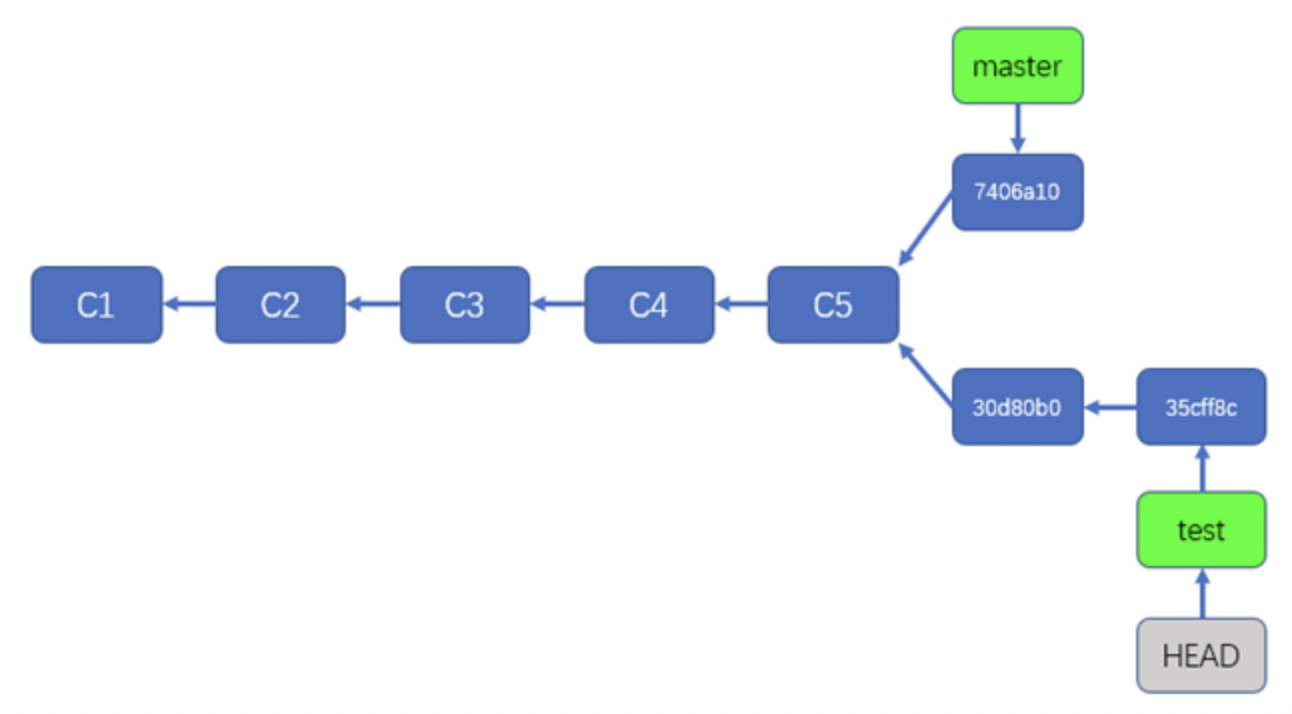 master
7406a10
C1
C2
C3
C4
C5
30d80b0
35cff8c
test
HEAD